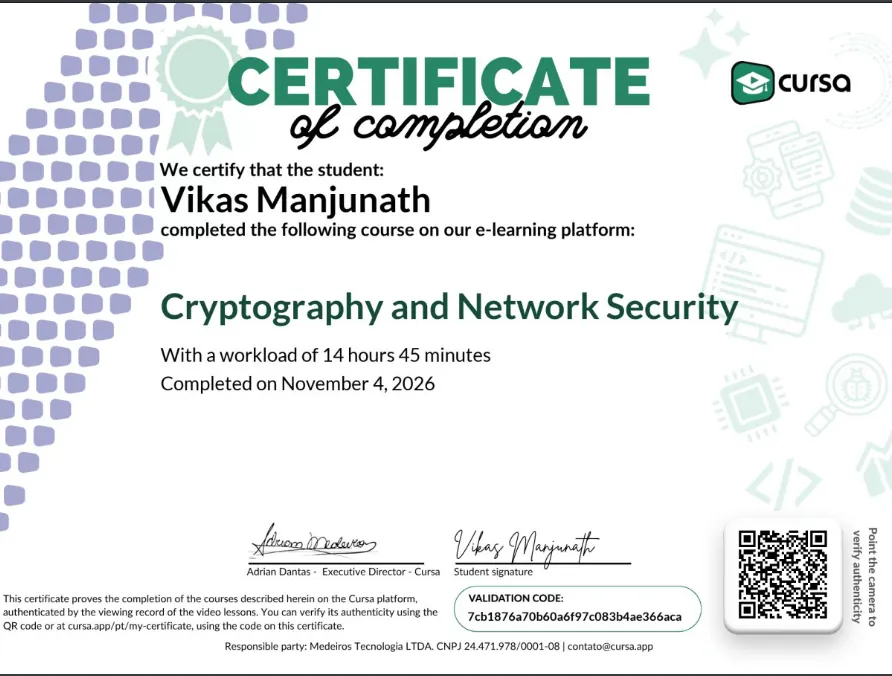 CERTIFICATE
of completion
cursa
We certify that the student:
Vikas Manjunath
completed the following course on our e-learning platform:
Cryptography and Network Security
With a workload of 14 hours 45 minutes
Completed on November 4, 2026
Adrian Medeiros
Adrian Dantas - Executive Director - Cursa
Vikas Manjunath
Student signature
This certificate proves the completion of the courses described herein on the Cursa platform,
authenticated by the viewing record of the video lessons. You can verify its authenticity using the
QR code or at cursa.app/pt/my-certificate, using the code on this certificate.
VALIDATION CODE:
7cb1876a70b60a6f97c083b4ae366aca
Point the camera to
verify authenticity
Responsible party: Medeiros Tecnologia LTDA. CNPJ 24.471.978/0001-08 | contato@cursa.app